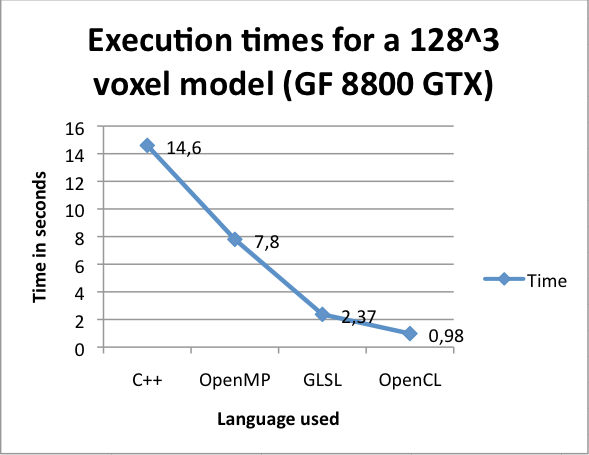 Execution times for a 128^3
voxel model (GF 8800 GTX)
16
14
12
10
8
6
4
2
0
Time in seconds
14,6
7,8
2,37
0,98
Time
C++ OpenMP GLSL OpenCL
Language used